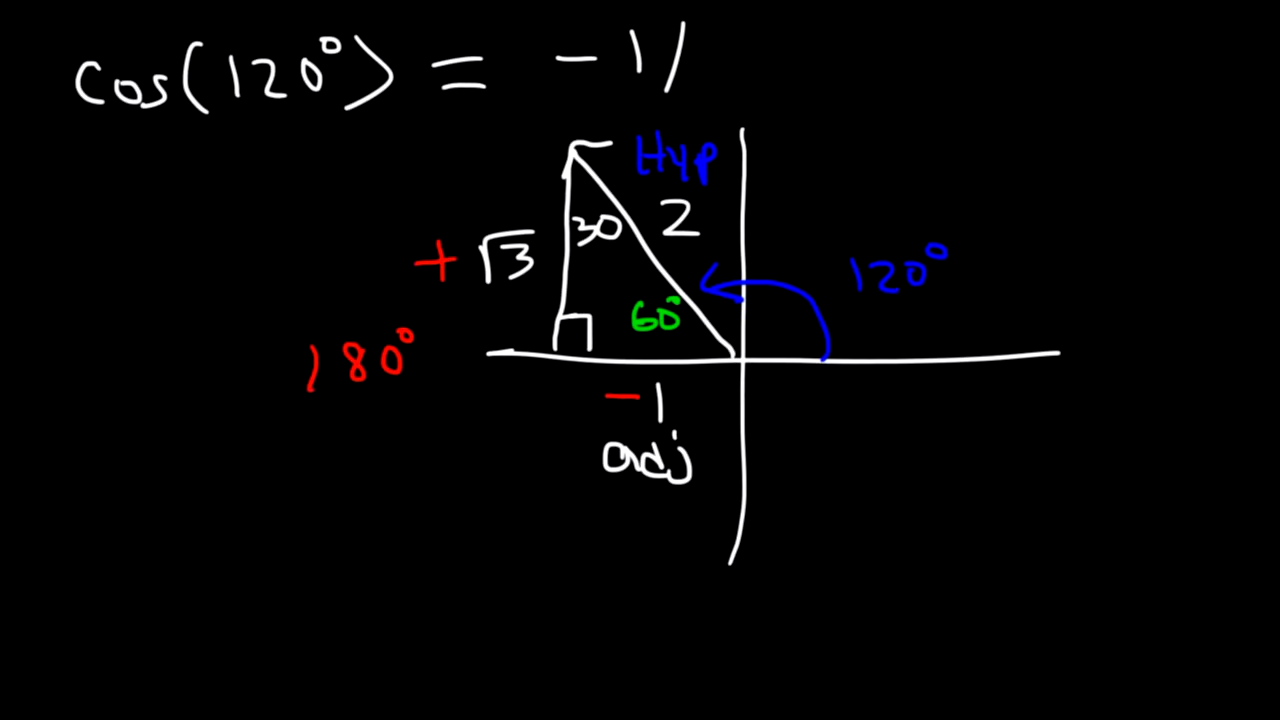 cos(120°) = -1/
Hyp
30 2
+ √3
120°
60°
180°
-1
adj